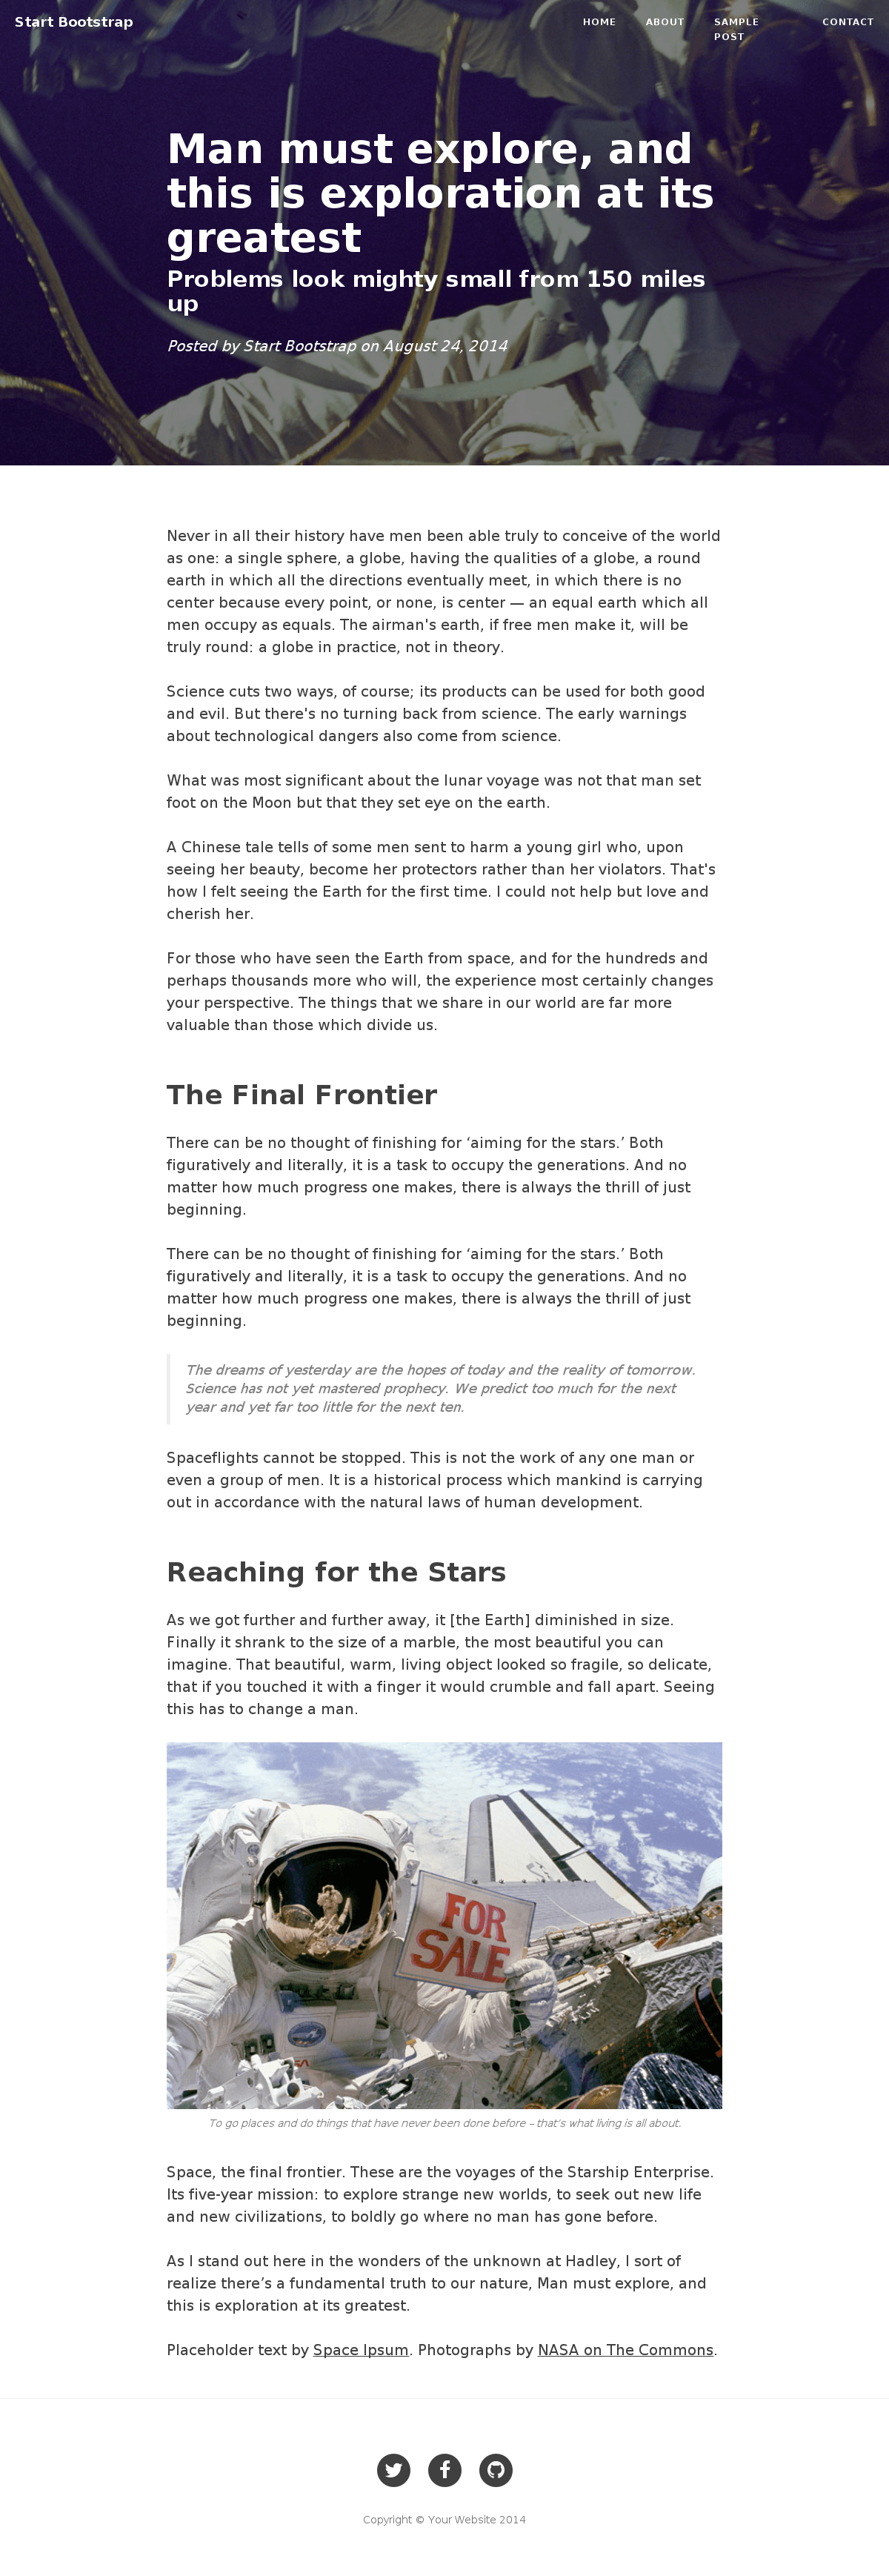 Start Bootstrap
HOME
ABOUT
SAMPLE
POST
CONTACT
Man must explore, and
this is exploration at its
greatest
Problems look mighty small from 150 miles
up
Posted by Start Bootstrap on August 24, 2014
Never in all their history have men been able truly to conceive of the world
as one: a single sphere, a globe, having the qualities of a globe, a round
earth in which all the directions eventually meet, in which there is no
center because every point, or none, is center — an equal earth which all
men occupy as equals. The airman's earth, if free men make it, will be
truly round: a globe in practice, not in theory.
Science cuts two ways, of course; its products can be used for both good
and evil. But there's no turning back from science. The early warnings
about technological dangers also come from science.
What was most significant about the lunar voyage was not that man set
foot on the Moon but that they set eye on the earth.
A Chinese tale tells of some men sent to harm a young girl who, upon
seeing her beauty, become her protectors rather than her violators. That's
how I felt seeing the Earth for the first time. I could not help but love and
cherish her.
For those who have seen the Earth from space, and for the hundreds and
perhaps thousands more who will, the experience most certainly changes
your perspective. The things that we share in our world are far more
valuable than those which divide us.
The Final Frontier
There can be no thought of finishing for ‘aiming for the stars.’ Both
figuratively and literally, it is a task to occupy the generations. And no
matter how much progress one makes, there is always the thrill of just
beginning.
There can be no thought of finishing for ‘aiming for the stars.’ Both
figuratively and literally, it is a task to occupy the generations. And no
matter how much progress one makes, there is always the thrill of just
beginning.
The dreams of yesterday are the hopes of today and the reality of tomorrow.
Science has not yet mastered prophecy. We predict too much for the next
year and yet far too little for the next ten.
Spaceflights cannot be stopped. This is not the work of any one man or
even a group of men. It is a historical process which mankind is carrying
out in accordance with the natural laws of human development.
Reaching for the Stars
As we got further and further away, it [the Earth] diminished in size.
Finally it shrank to the size of a marble, the most beautiful you can
imagine. That beautiful, warm, living object looked so fragile, so delicate,
that if you touched it with a finger it would crumble and fall apart. Seeing
this has to change a man.
FOR
SALE
To go places and do things that have never been done before – that’s what living is all about.
Space, the final frontier. These are the voyages of the Starship Enterprise.
Its five-year mission: to explore strange new worlds, to seek out new life
and new civilizations, to boldly go where no man has gone before.
As I stand out here in the wonders of the unknown at Hadley, I sort of
realize there’s a fundamental truth to our nature, Man must explore, and
this is exploration at its greatest.
Placeholder text by Space Ipsum. Photographs by NASA on The Commons.
Copyright © Your Website 2014